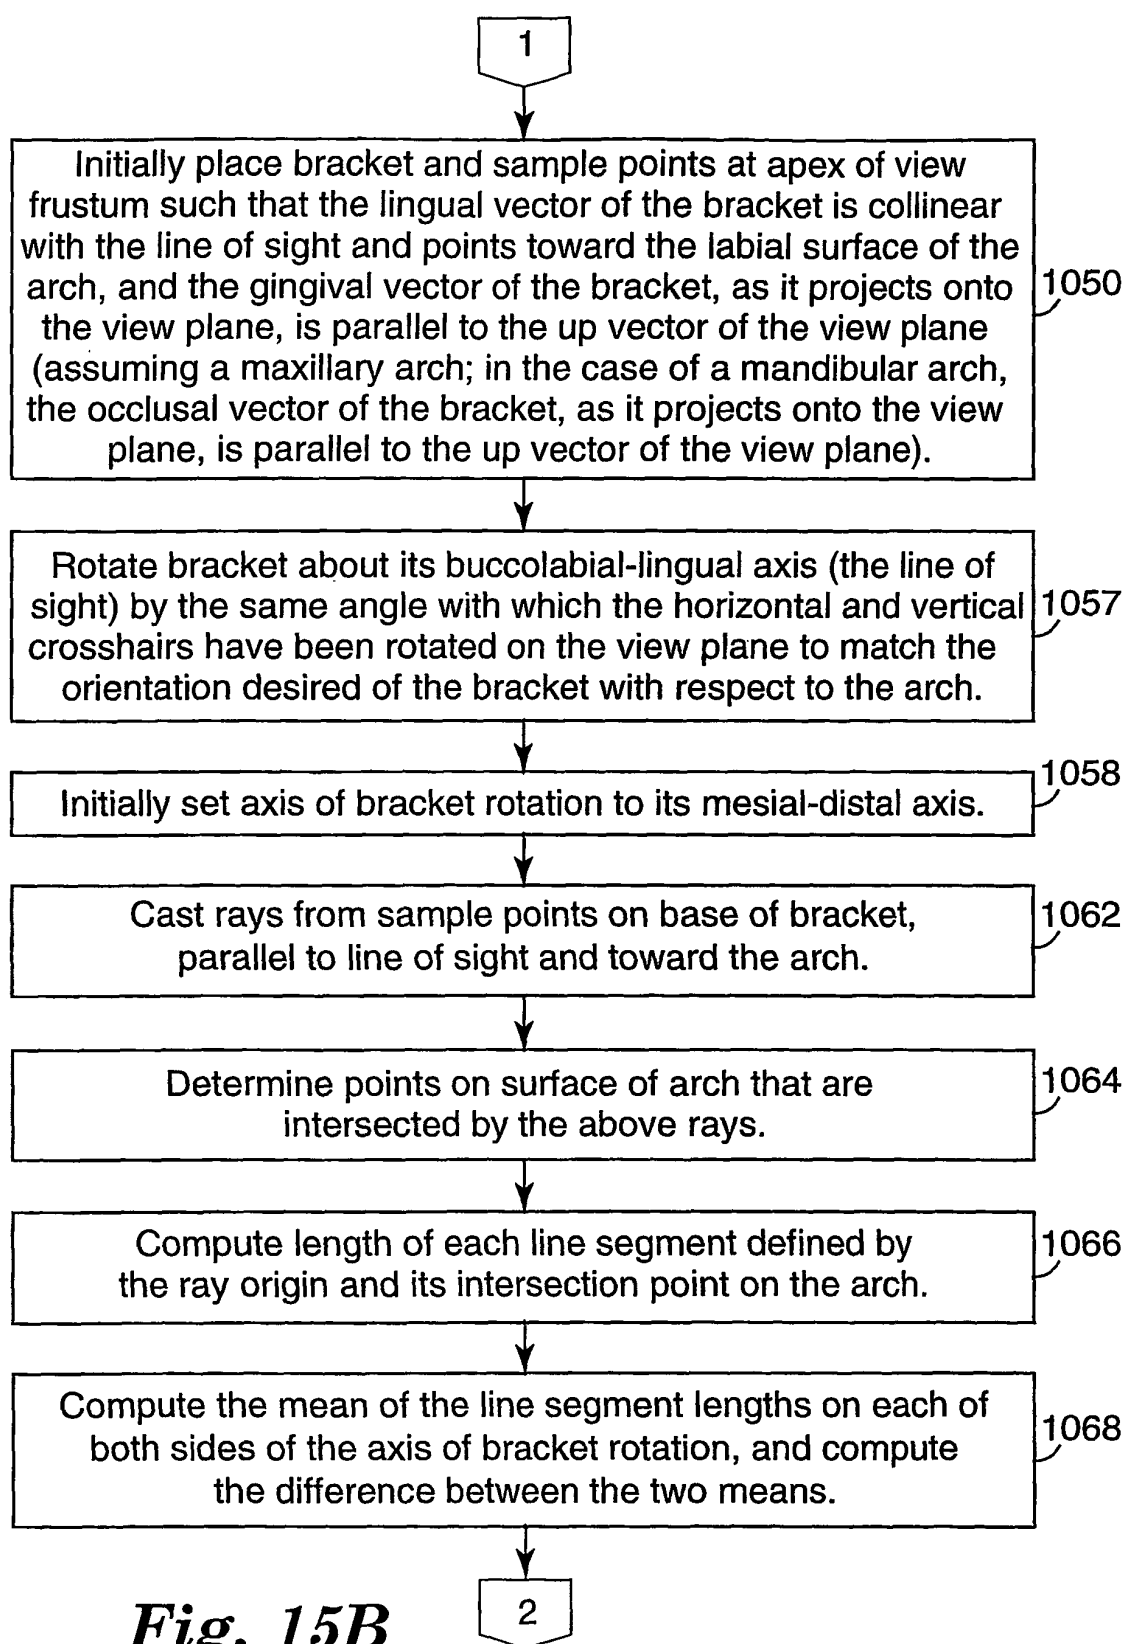 1
Initially place bracket and sample points at apex of view
frustum such that the lingual vector of the bracket is collinear
with the line of sight and points toward the labial surface of the
arch, and the gingival vector of the bracket, as it projects onto
the view plane, is parallel to the up vector of the view plane
(assuming a maxillary arch; in the case of a mandibular arch,
the occlusal vector of the bracket, as it projects onto the view
plane, is parallel to the up vector of the view plane).
1050
Rotate bracket about its buccolabial-lingual axis (the line of
sight) by the same angle with which the horizontal and vertical
crosshairs have been rotated on the view plane to match the
orientation desired of the bracket with respect to the arch.
1057
Initially set axis of bracket rotation to its mesial-distal axis.
1058
Cast rays from sample points on base of bracket,
parallel to line of sight and toward the arch.
1062
Determine points on surface of arch that are
intersected by the above rays.
1064
Compute length of each line segment defined by
the ray origin and its intersection point on the arch.
1066
Compute the mean of the line segment lengths on each of
both sides of the axis of bracket rotation, and compute
the difference between the two means.
1068
2
Fig. 15B